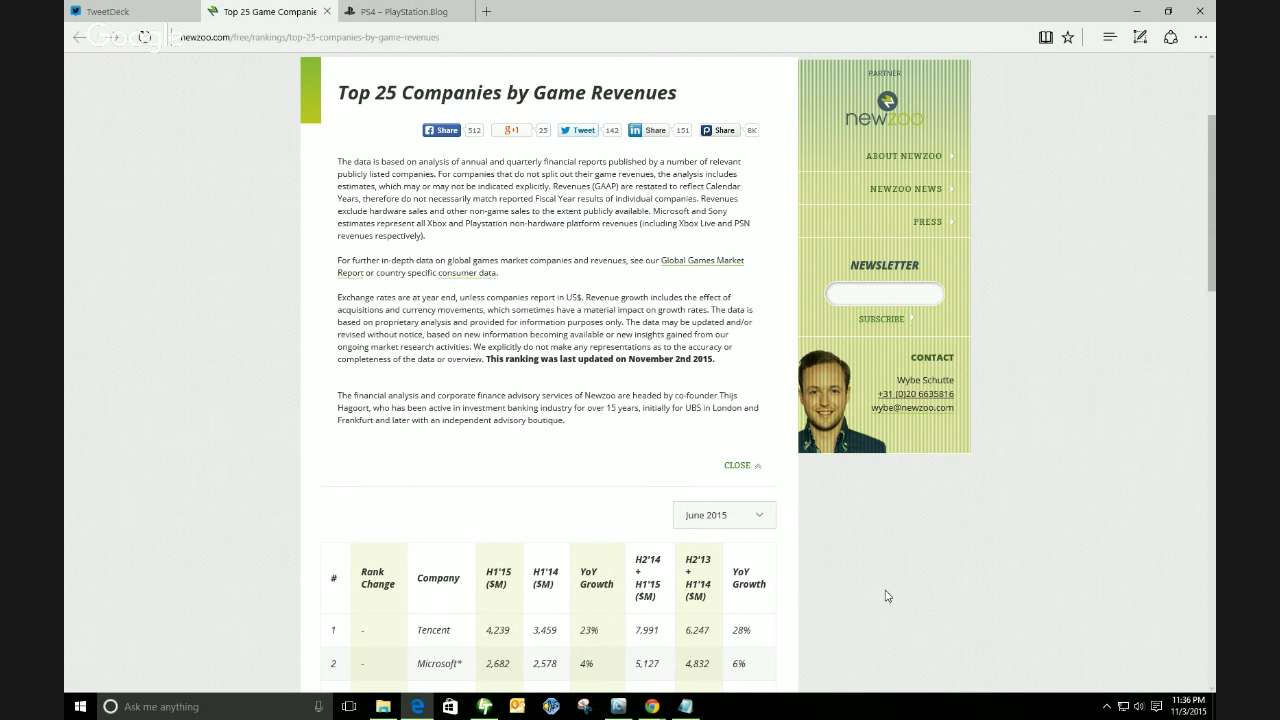 TweetDeck
Top 25 Game Companie
PS4 – PlayStation.Blog
Google
newzoo.com/free/rankings/top-25-companies-by-game-revenues
Top 25 Companies by Game Revenues
Share 512 g+1 25 Tweet 142 Share 151 Share 8K
The data is based on analysis of annual and quarterly financial reports published by a number of relevant
publicly listed companies. For companies that do not split out their game revenues, the analysis includes
estimates, which may or may not be indicated explicitly. Revenues (GAAP) are restated to reflect Calendar
Years, therefore do not necessarily match reported Fiscal Year results of individual companies. Revenues
exclude hardware sales and other non-game sales to the extent publicly available. Microsoft and Sony
estimates represent all Xbox and Playstation non-hardware platform revenues (including Xbox Live and PSN
revenues respectively).
For further in-depth data on global games market companies and revenues, see our Global Games Market
Report or country specific consumer data.
Exchange rates are at year end, unless companies report in US$. Revenue growth includes the effect of
acquisitions and currency movements, which sometimes have a material impact on growth rates. The data is
based on proprietary analysis and provided for information purposes only. The data may be updated and/or
revised without notice, based on new information becoming available or new insights gained from our
ongoing market research activities. We explicitly do not make any representations as to the accuracy or
completeness of the data or overview. This ranking was last updated on November 2nd 2015.
The financial analysis and corporate finance advisory services of Newzoo are headed by co-founder Thijs
Hagoort, who has been active in investment banking industry for over 15 years, initially for UBS in London and
Frankfurt and later with an independent advisory boutique.
CLOSE
June 2015
# Rank Change Company H1'15 ($M) H1'14 ($M) YoY Growth H2'14 + H1'15 ($M) H2'13 + H1'14 ($M) YoY Growth
1 - Tencent 4,239 3,459 23% 7,991 6,247 28%
2 - Microsoft* 2,682 2,578 4% 5,127 4,832 6%
PARTNER
newzoo
ABOUT NEWZOO
NEWZOO NEWS
PRESS
NEWSLETTER
SUBSCRIBE
CONTACT
Wybe Schutte
+31 (0)20 6635816
wybe@newzoo.com
Ask me anything
11:36 PM
11/3/2015